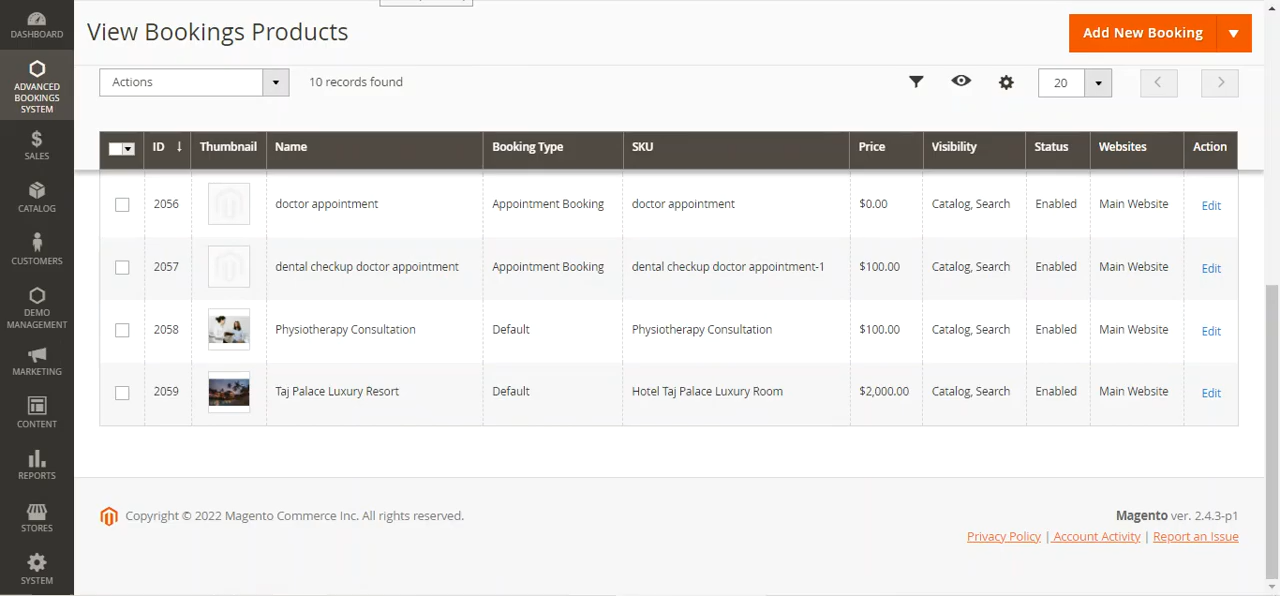 View Bookings Products
Add New Booking
Actions
10 records found
20
ID ↓ Thumbnail Name Booking Type SKU Price Visibility Status Websites Action
2056 doctor appointment Appointment Booking doctor appointment $0.00 Catalog, Search Enabled Main Website Edit
2057 dental checkup doctor appointment Appointment Booking dental checkup doctor appointment-1 $100.00 Catalog, Search Enabled Main Website Edit
2058 Physiotherapy Consultation Default Physiotherapy Consultation $100.00 Catalog, Search Enabled Main Website Edit
2059 Taj Palace Luxury Resort Default Hotel Taj Palace Luxury Room $2,000.00 Catalog, Search Enabled Main Website Edit
Copyright © 2022 Magento Commerce Inc. All rights reserved.
Magento ver. 2.4.3-p1
Privacy Policy | Account Activity | Report an Issue
DASHBOARD
ADVANCED
BOOKINGS
SYSTEM
SALES
CATALOG
CUSTOMERS
DEMO
MANAGEMENT
MARKETING
CONTENT
REPORTS
STORES
SYSTEM